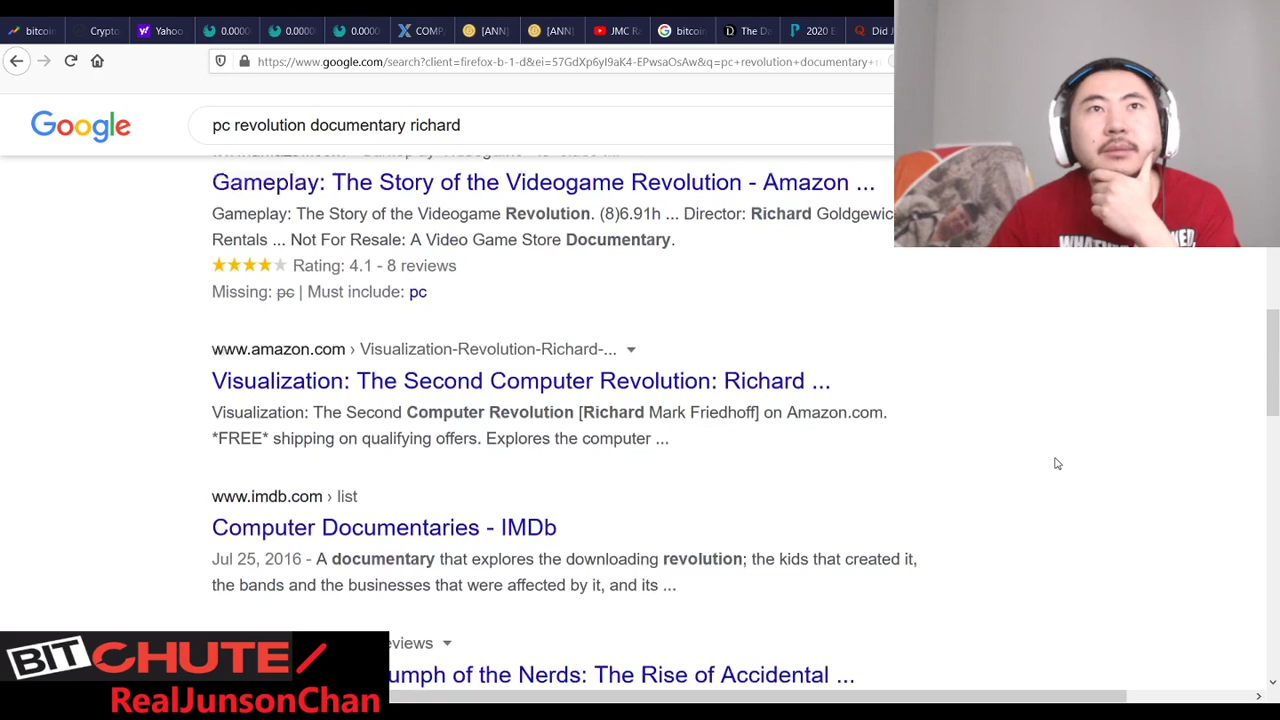 bitcoin
Crypto
Yahoo
0.0000
0.0000
0.0000
COMP
[ANN]
[ANN]
JMC R
bitcoin
The Da
2020 E
Did J
https://www.google.com/search?client=firefox-b-1-d&ei=57GdXp6yI9aK4-EPwsaOsAw&q=pc+revolution+documentary+r
Google
pc revolution documentary richard
Gameplay: The Story of the Videogame Revolution - Amazon ...
Gameplay: The Story of the Videogame Revolution. (8)6.91h ... Director: Richard Goldgewic
Rentals ... Not For Resale: A Video Game Store Documentary.
Rating: 4.1 - 8 reviews
Missing: pc | Must include: pc
www.amazon.com › Visualization-Revolution-Richard-...
Visualization: The Second Computer Revolution: Richard ...
Visualization: The Second Computer Revolution [Richard Mark Friedhoff] on Amazon.com.
*FREE* shipping on qualifying offers. Explores the computer ...
www.imdb.com › list
Computer Documentaries - IMDb
Jul 25, 2016 - A documentary that explores the downloading revolution; the kids that created it,
the bands and the businesses that were affected by it, and its ...
eviews
umph of the Nerds: The Rise of Accidental ...
BITCHUTE
RealJunsonChan